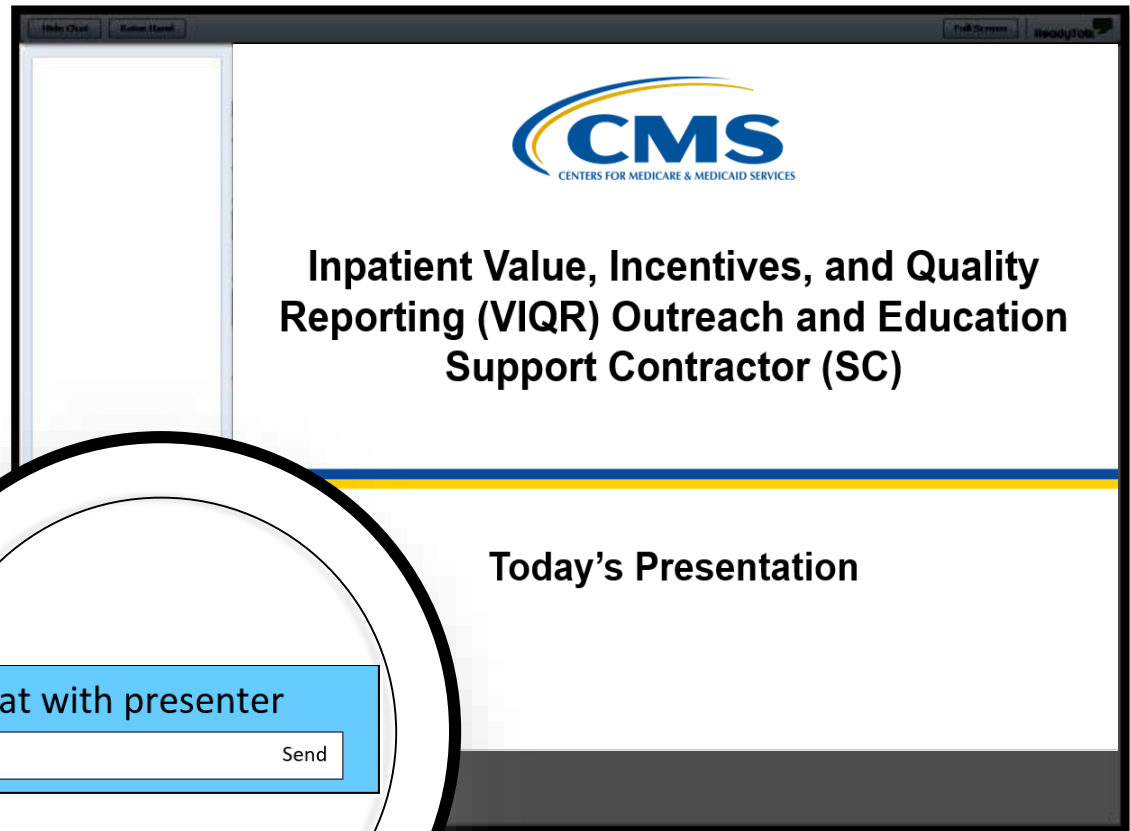 Hide Chat Raise Hand Full Screen ReadyTalk
CMS
CENTERS FOR MEDICARE & MEDICAID SERVICES
Inpatient Value, Incentives, and Quality
Reporting (VIQR) Outreach and Education
Support Contractor (SC)
Today’s Presentation
at with presenter
Send